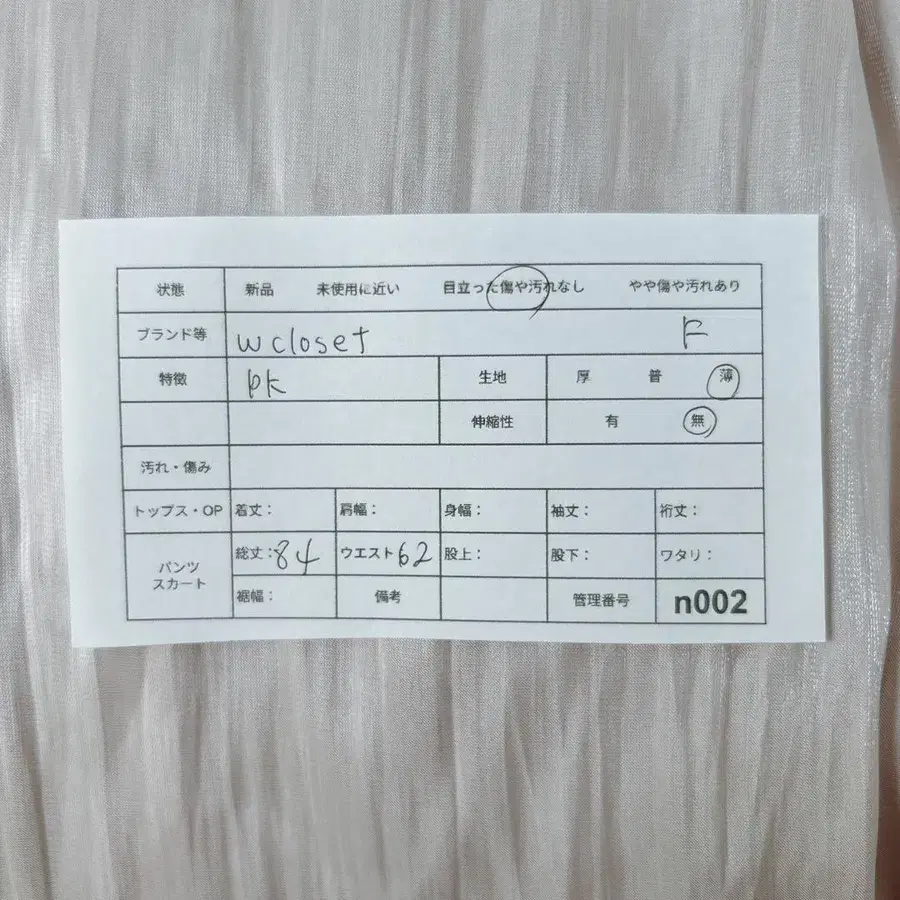 状態 新品 未使用に近い 目立った傷や汚れなし やや傷や汚れあり
ブランド等 w closet F
特徴 pk 生地 厚 普 薄
伸縮性 有 無
汚れ・傷み
トップス・OP 着丈: 肩幅: 身幅: 袖丈: 裄丈:
パンツ スカート 総丈:84 ウエスト62 股上: 股下: ワタリ:
裾幅: 備考 管理番号 n002